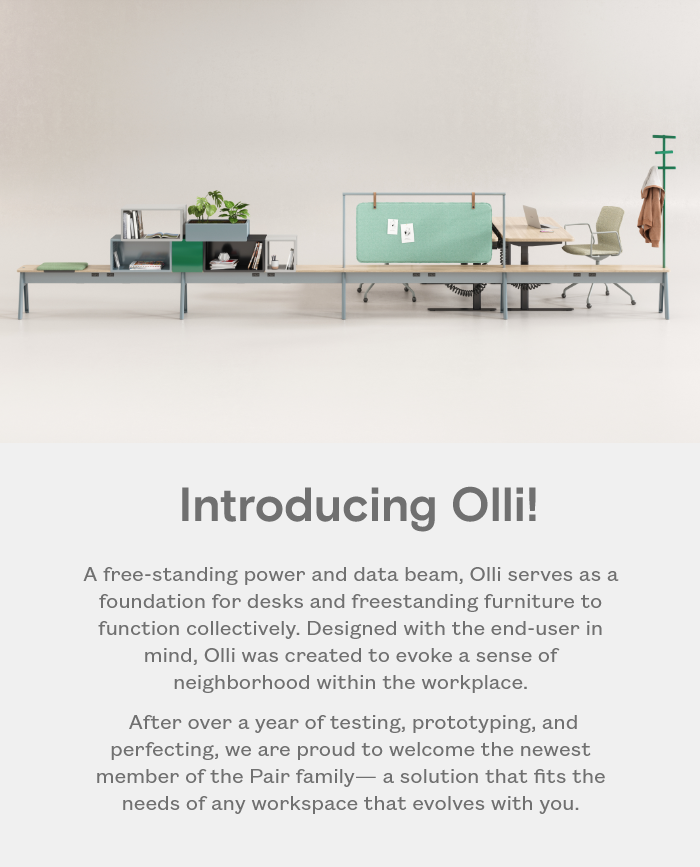 Introducing Olli!
A free-standing power and data beam, Olli serves as a
foundation for desks and freestanding furniture to
function collectively. Designed with the end-user in
mind, Olli was created to evoke a sense of
neighborhood within the workplace.
After over a year of testing, prototyping, and
perfecting, we are proud to welcome the newest
member of the Pair family— a solution that fits the
needs of any workspace that evolves with you.